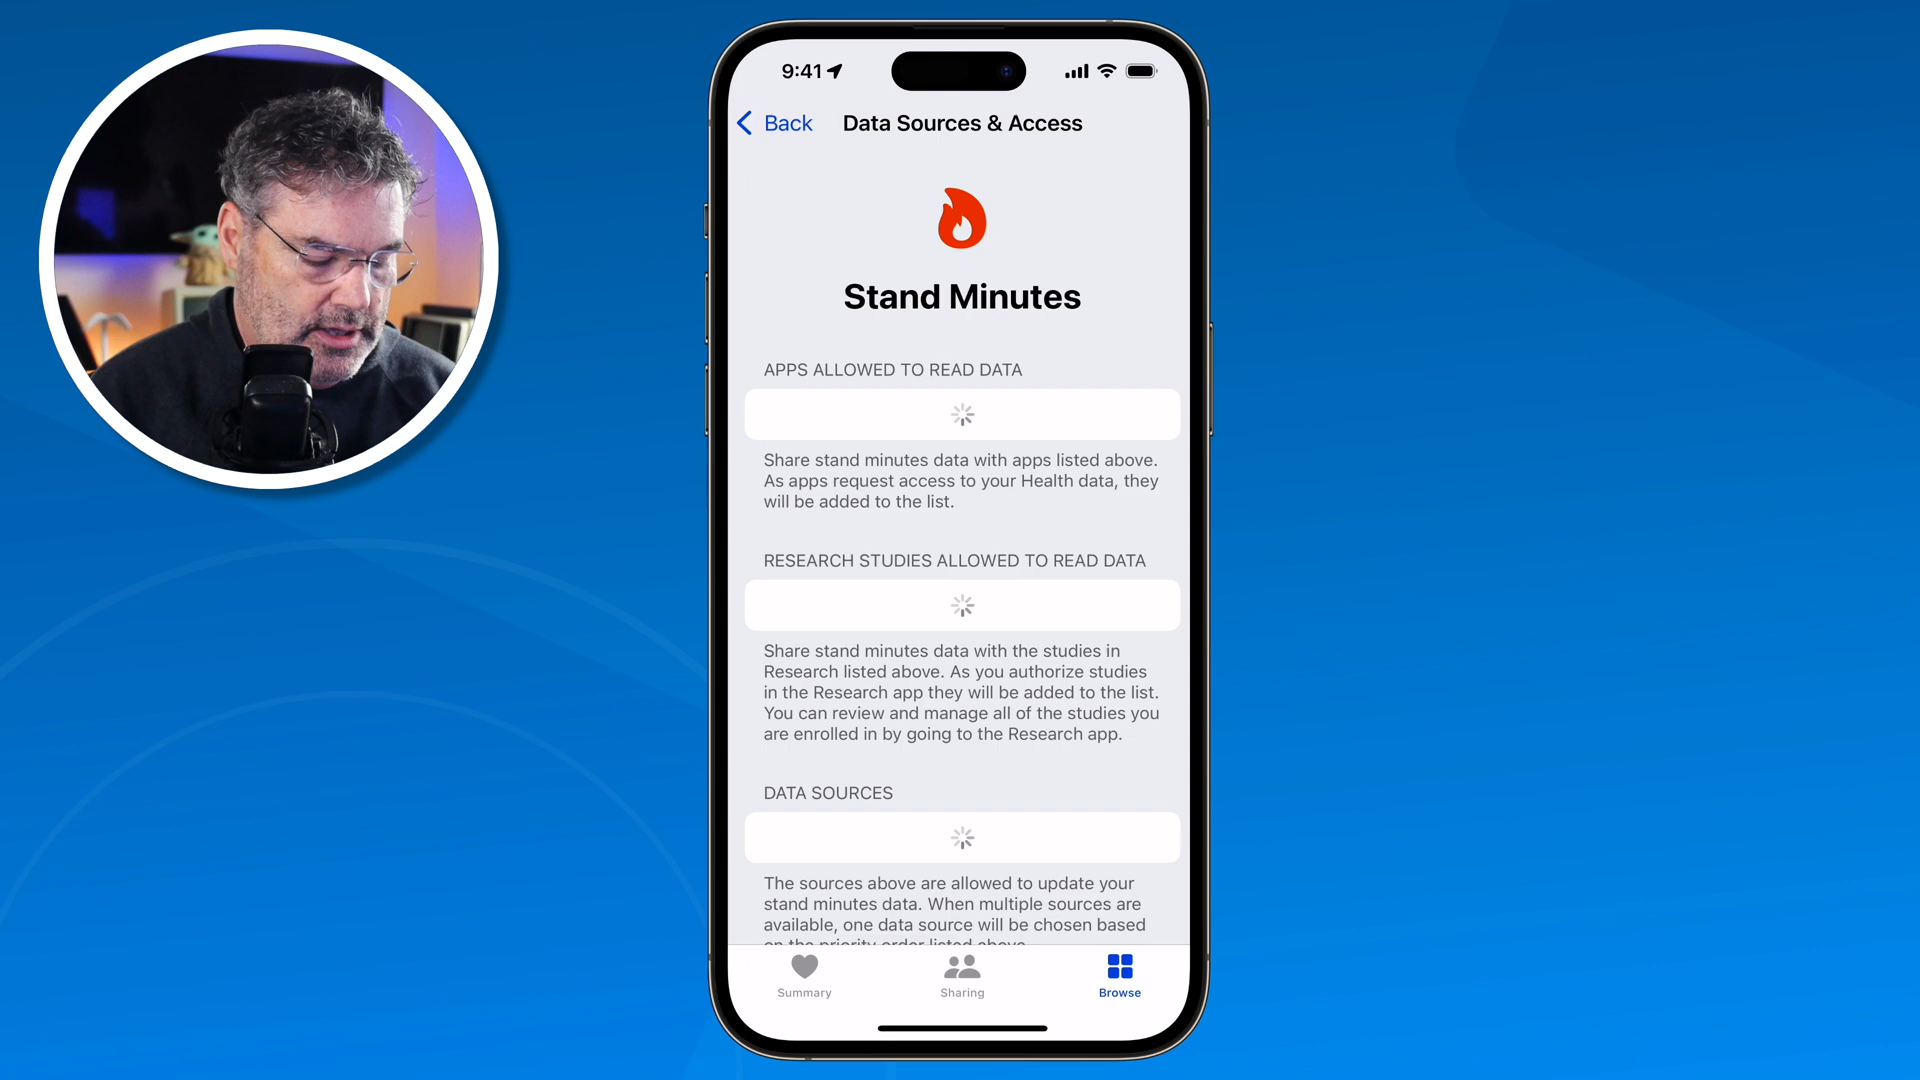 9:41
Back
Data Sources & Access
Stand Minutes
APPS ALLOWED TO READ DATA
Share stand minutes data with apps listed above.
As apps request access to your Health data, they
will be added to the list.
RESEARCH STUDIES ALLOWED TO READ DATA
Share stand minutes data with the studies in
Research listed above. As you authorize studies
in the Research app they will be added to the list.
You can review and manage all of the studies you
are enrolled in by going to the Research app.
DATA SOURCES
The sources above are allowed to update your
stand minutes data. When multiple sources are
available, one data source will be chosen based
on the priority order listed above.
Summary
Sharing
Browse